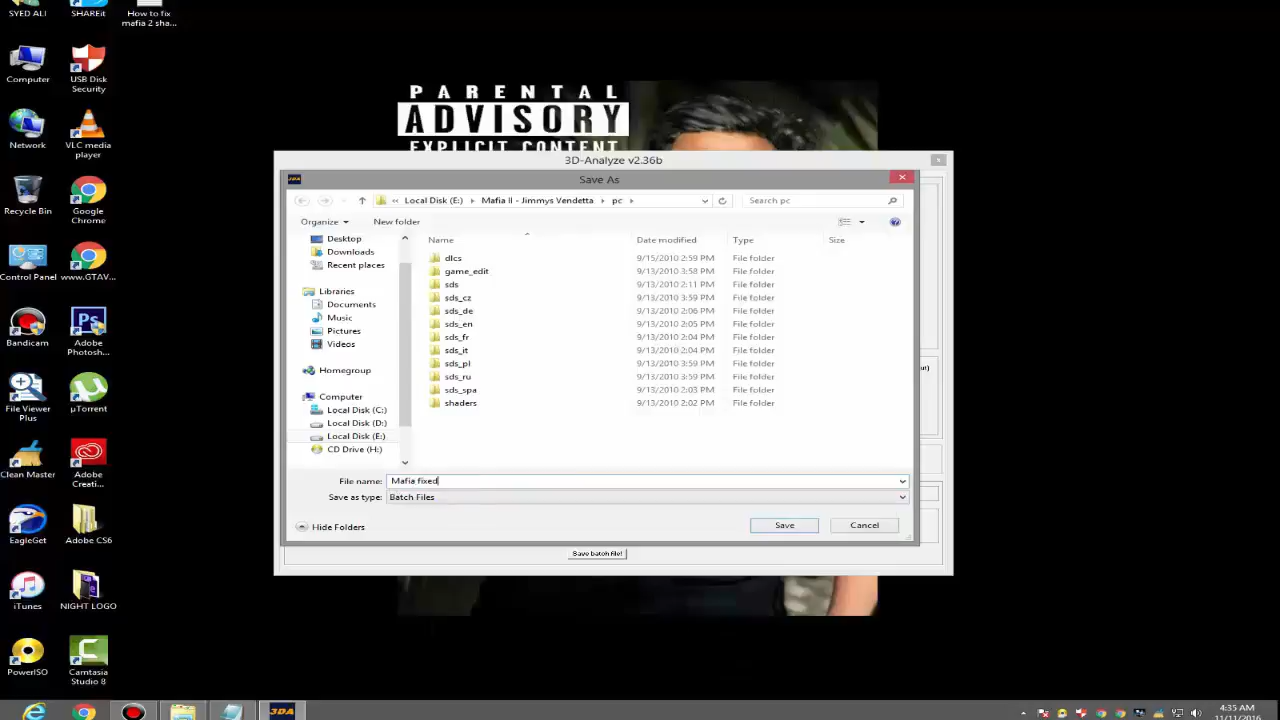 SYED ALI
SHAREit
How to fix
mafia 2 sha...
Computer
USB Disk
Security
Network
VLC media
player
Recycle Bin
Google
Chrome
Control Panel
www.GTAV...
Bandicam
Adobe
Photosh...
File Viewer
Plus
µTorrent
Clean Master
Adobe
Creati...
EagleGet
Adobe CS6
iTunes
NIGHT LOGO
PowerISO
Camtasia
Studio 8
PARENTAL
ADVISORY
EXPLICIT CONTENT
3D-Analyze v2.36b
3DA
Save As
« Local Disk (E:) ▸ Mafia II - Jimmys Vendetta ▸ pc ▸
Search pc
Organize
New folder
Desktop
Downloads
Recent places
Libraries
Documents
Music
Pictures
Videos
Homegroup
Computer
Local Disk (C:)
Local Disk (D:)
Local Disk (E:)
CD Drive (H:)
Name Date modified Type Size
dlcs 9/15/2010 2:59 PM File folder
game_edit 9/13/2010 3:58 PM File folder
sds 9/13/2010 2:11 PM File folder
sds_cz 9/13/2010 3:59 PM File folder
sds_de 9/13/2010 2:06 PM File folder
sds_en 9/13/2010 2:05 PM File folder
sds_fr 9/13/2010 2:04 PM File folder
sds_it 9/13/2010 2:04 PM File folder
sds_pl 9/13/2010 3:59 PM File folder
sds_ru 9/13/2010 3:59 PM File folder
sds_spa 9/13/2010 2:03 PM File folder
shaders 9/13/2010 2:02 PM File folder
File name: Mafia fixed
Save as type: Batch Files
Hide Folders
Save
Cancel
Save batch file!
3DA
4:35 AM
11/11/2016